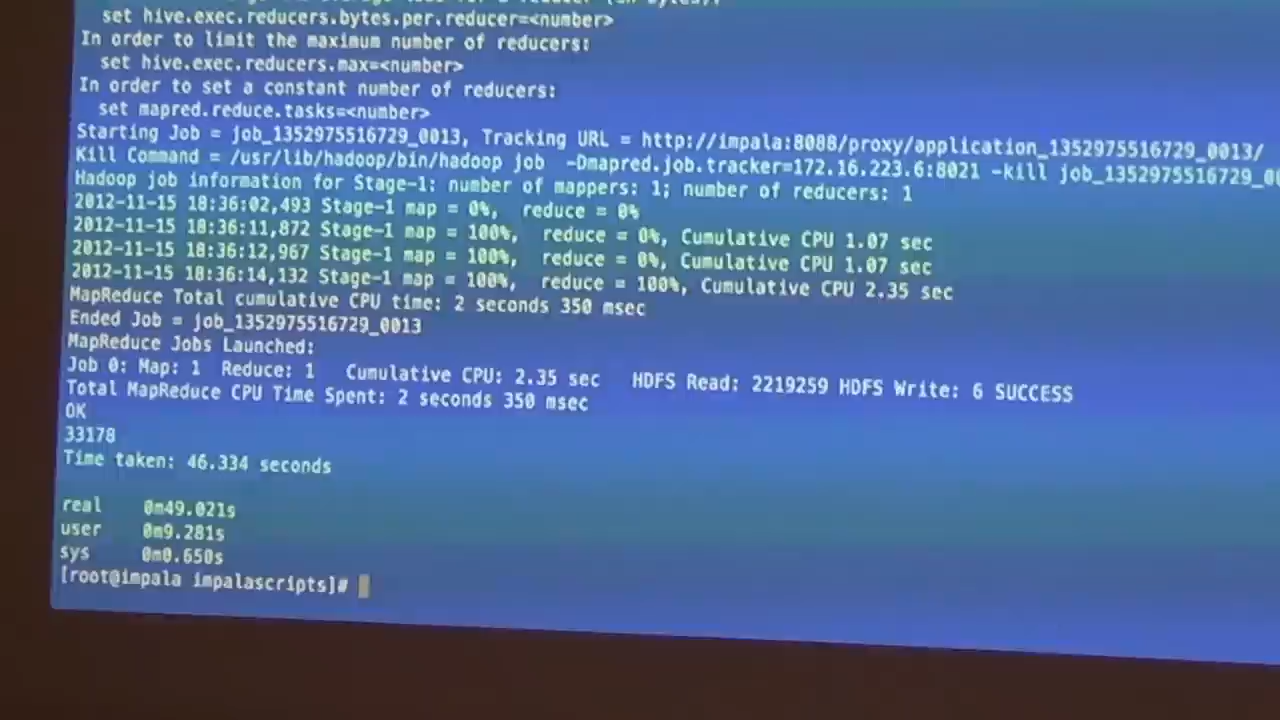 set hive.exec.reducers.bytes.per.reducer=<number>
In order to limit the maximum number of reducers:
set hive.exec.reducers.max=<number>
In order to set a constant number of reducers:
set mapred.reduce.tasks=<number>
Starting Job = job_1352975516729_0013, Tracking URL = http://impala:8088/proxy/application_1352975516729_0013/
Kill Command = /usr/lib/hadoop/bin/hadoop job -Dmapred.job.tracker=172.16.223.6:8021 -kill job_1352975516729_0
Hadoop job information for Stage-1: number of mappers: 1; number of reducers: 1
2012-11-15 18:36:02,493 Stage-1 map = 0%, reduce = 0%
2012-11-15 18:36:11,872 Stage-1 map = 100%, reduce = 0%, Cumulative CPU 1.07 sec
2012-11-15 18:36:12,967 Stage-1 map = 100%, reduce = 0%, Cumulative CPU 1.07 sec
2012-11-15 18:36:14,132 Stage-1 map = 100%, reduce = 100%, Cumulative CPU 2.35 sec
MapReduce Total cumulative CPU time: 2 seconds 350 msec
Ended Job = job_1352975516729_0013
MapReduce Jobs Launched:
Job 0: Map: 1 Reduce: 1 Cumulative CPU: 2.35 sec HDFS Read: 2219259 HDFS Write: 6 SUCCESS
Total MapReduce CPU Time Spent: 2 seconds 350 msec
OK
33178
Time taken: 46.334 seconds
real 0m49.021s
user 0m9.281s
sys 0m0.650s
[root@impala impalascripts]#